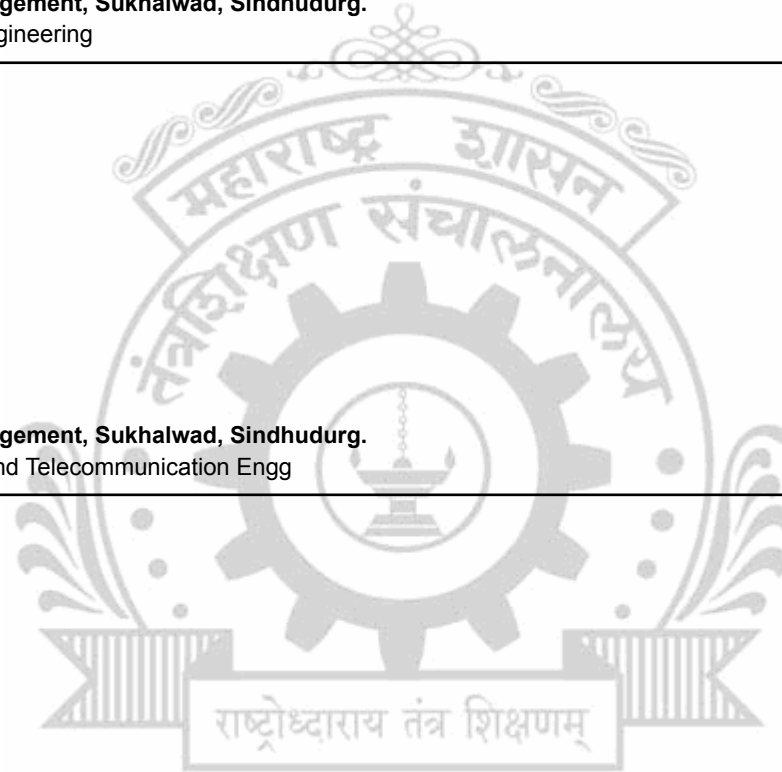 gement, Sukhalwad, Sindhudurg.
gineering
महाराष्ट्र शासन
तंत्रशिक्षण संचालनालय
gement, Sukhalwad, Sindhudurg.
nd Telecommunication Engg
राष्ट्रोध्दाराय तंत्र शिक्षणम्